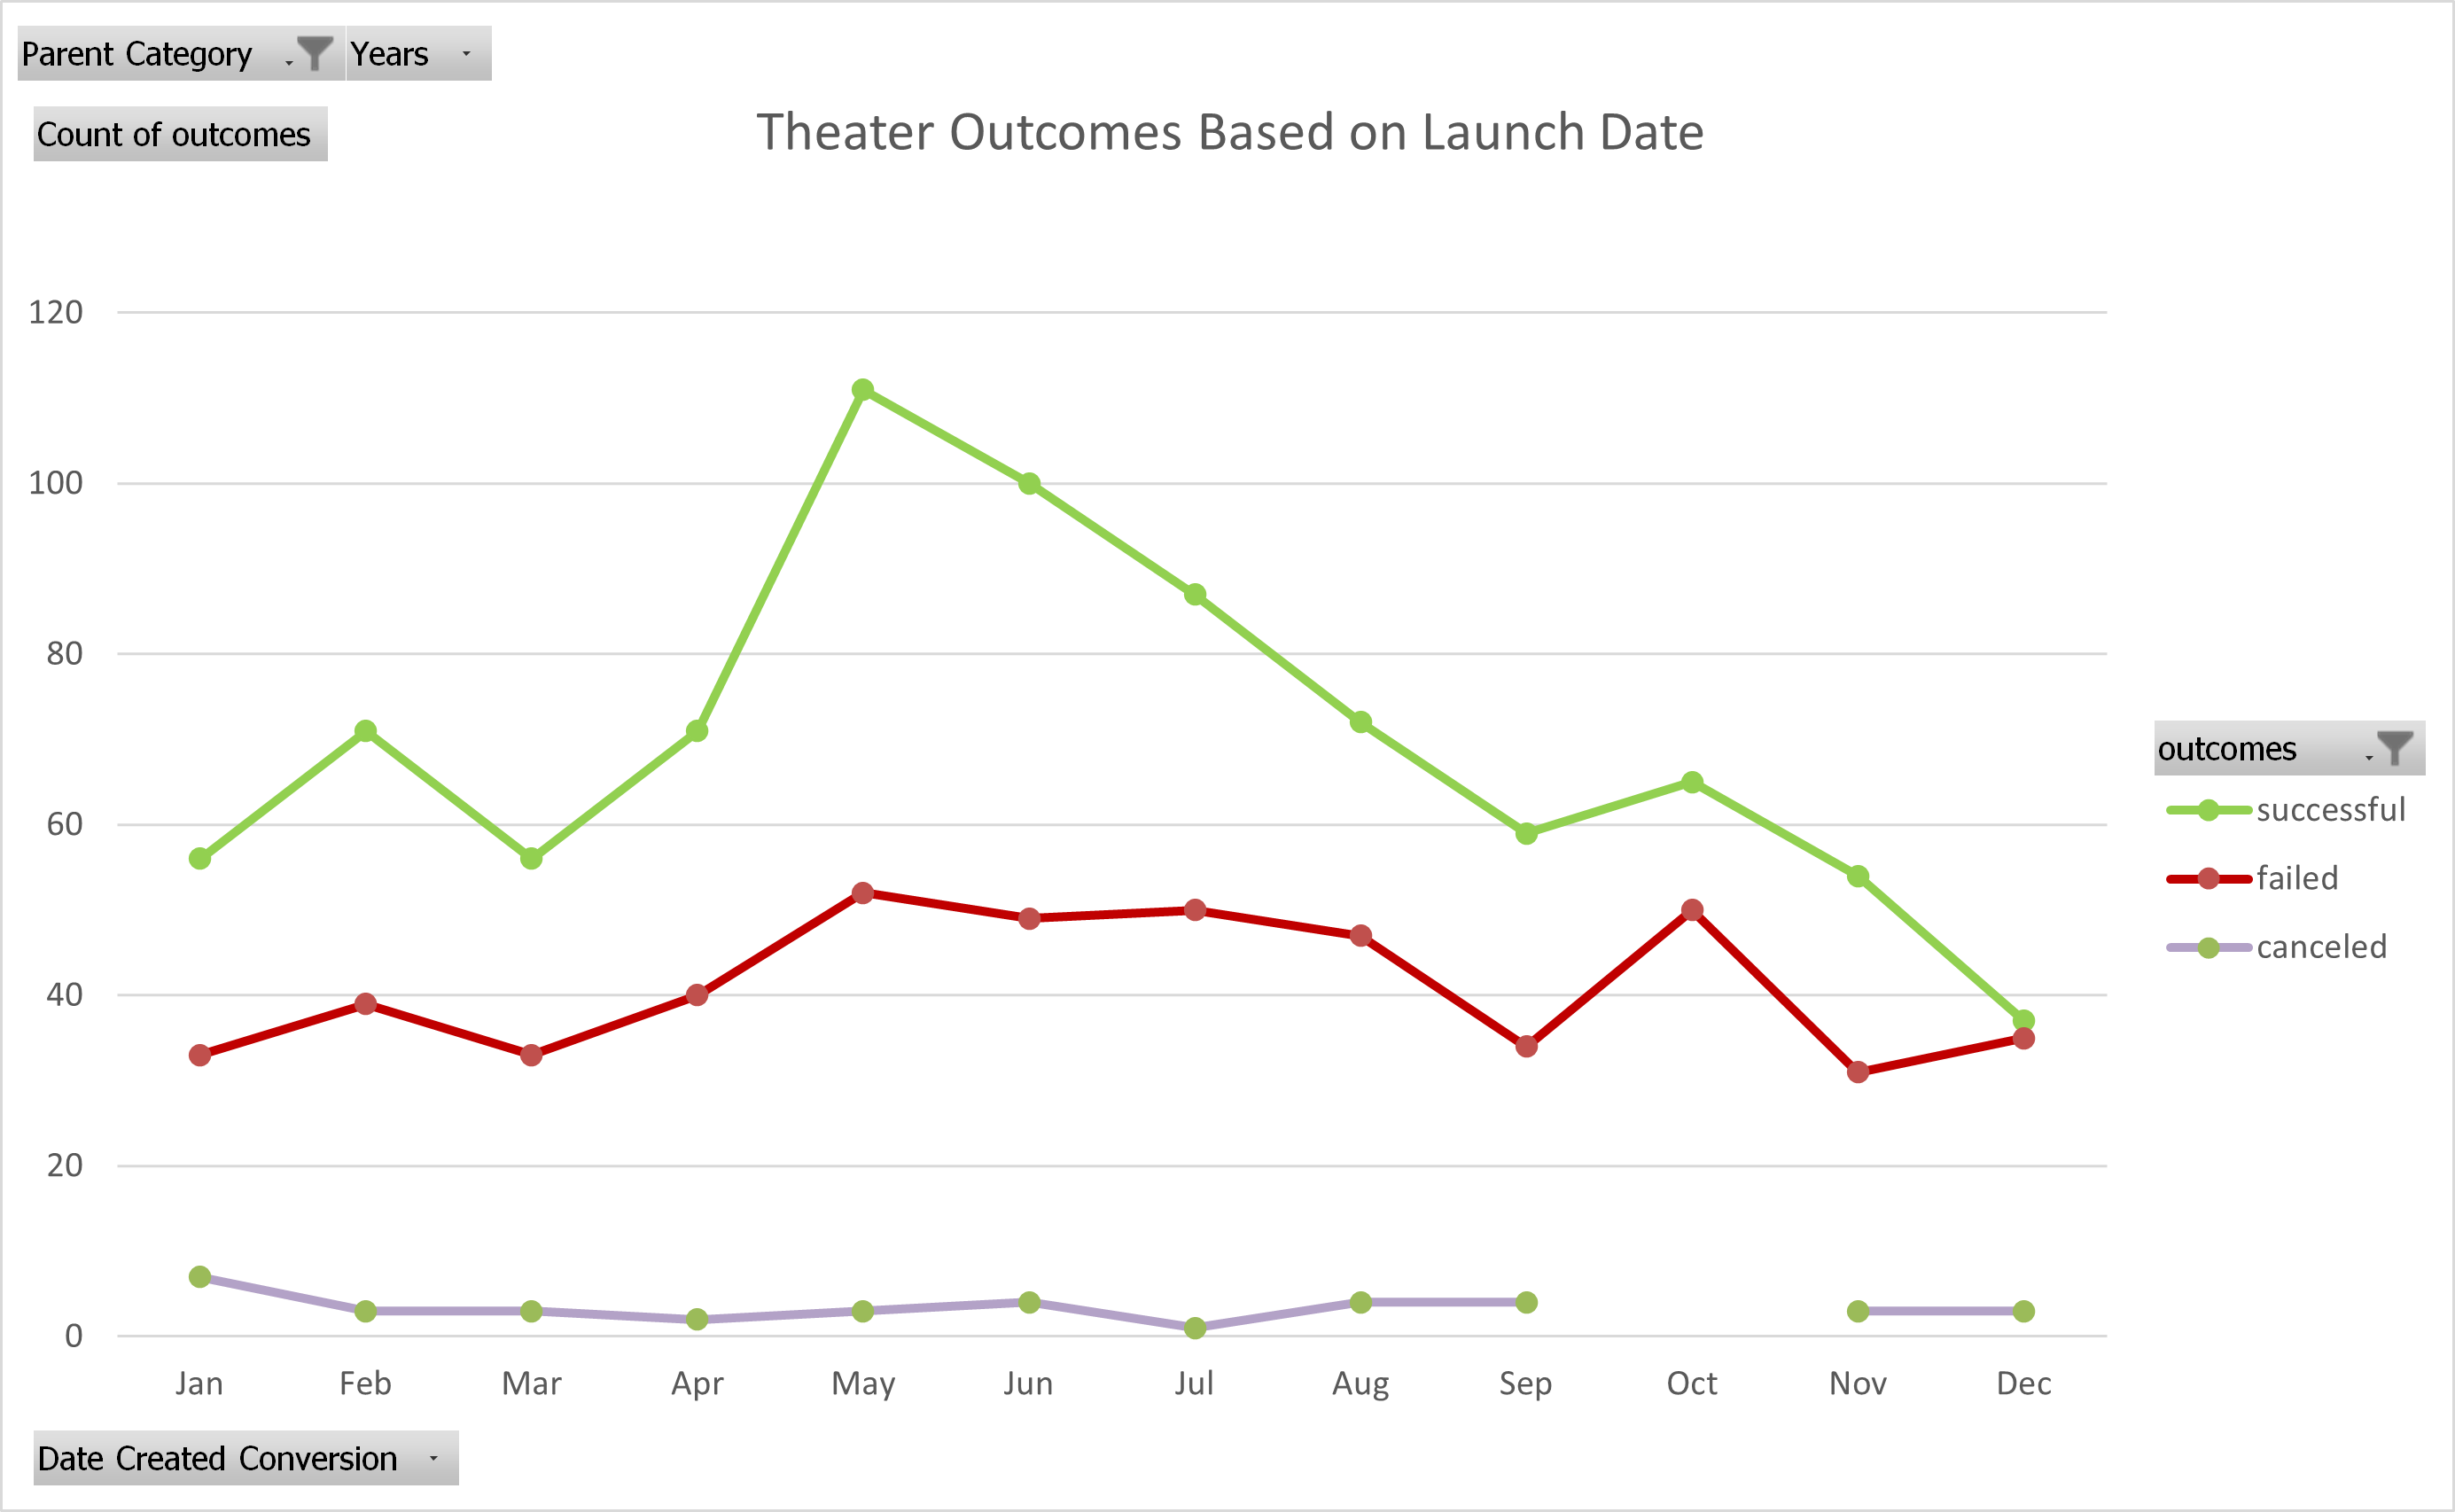 Parent Category Years
Count of outcomes
Theater Outcomes Based on Launch Date
120
100
80
60
40
20
0
Jan Feb Mar Apr May Jun Jul Aug Sep Oct Nov Dec
outcomes
successful
failed
canceled
Date Created Conversion